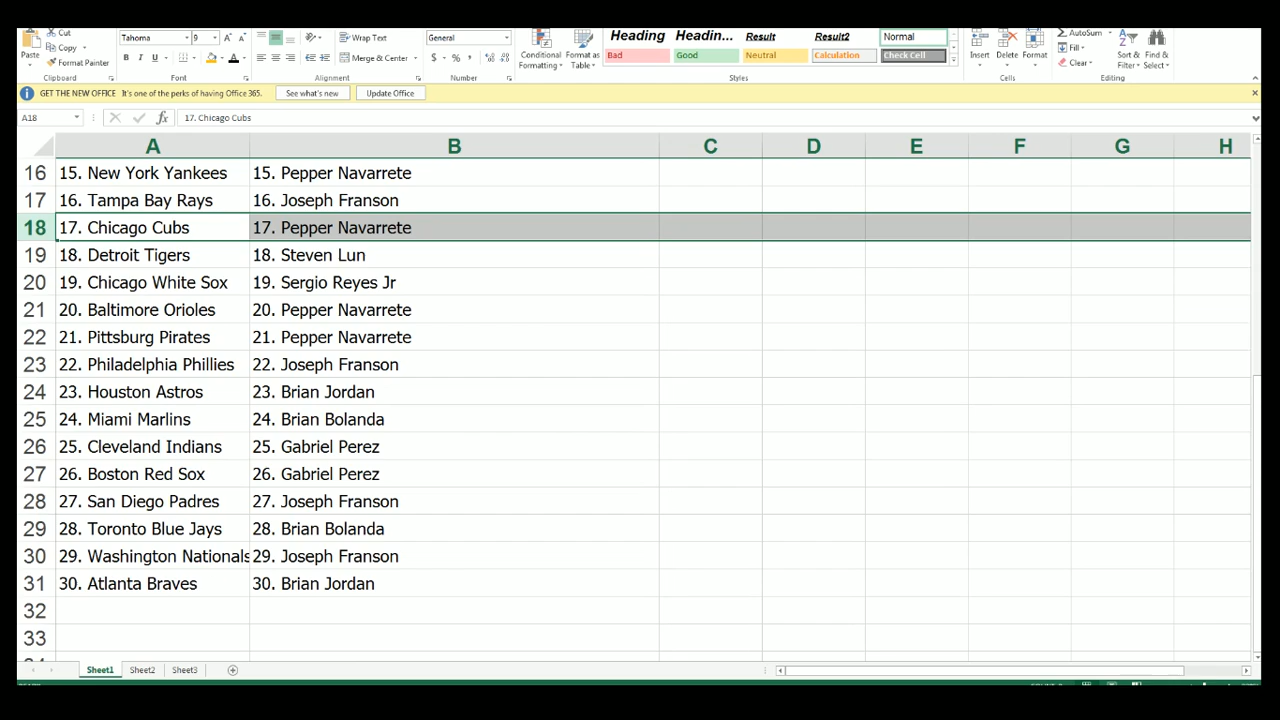 Cut
Copy
Format Painter
Paste
Clipboard
Tahoma 9
B I U
Font
Wrap Text
Merge & Center
Alignment
General
$ % ,
Number
Conditional Formatting
Format as Table
Heading Headin... Result Result2 Normal
Bad Good Neutral Calculation Check Cell
Styles
Insert Delete Format
Cells
AutoSum
Fill
Clear
Sort & Filter
Find & Select
Editing
GET THE NEW OFFICE It's one of the perks of having Office 365. See what's new Update Office
A18 fx 17. Chicago Cubs
A B C D E F G H
16 15. New York Yankees 15. Pepper Navarrete
17 16. Tampa Bay Rays 16. Joseph Franson
18 17. Chicago Cubs 17. Pepper Navarrete
19 18. Detroit Tigers 18. Steven Lun
20 19. Chicago White Sox 19. Sergio Reyes Jr
21 20. Baltimore Orioles 20. Pepper Navarrete
22 21. Pittsburg Pirates 21. Pepper Navarrete
23 22. Philadelphia Phillies 22. Joseph Franson
24 23. Houston Astros 23. Brian Jordan
25 24. Miami Marlins 24. Brian Bolanda
26 25. Cleveland Indians 25. Gabriel Perez
27 26. Boston Red Sox 26. Gabriel Perez
28 27. San Diego Padres 27. Joseph Franson
29 28. Toronto Blue Jays 28. Brian Bolanda
30 29. Washington Nationals 29. Joseph Franson
31 30. Atlanta Braves 30. Brian Jordan
32
33
Sheet1 Sheet2 Sheet3